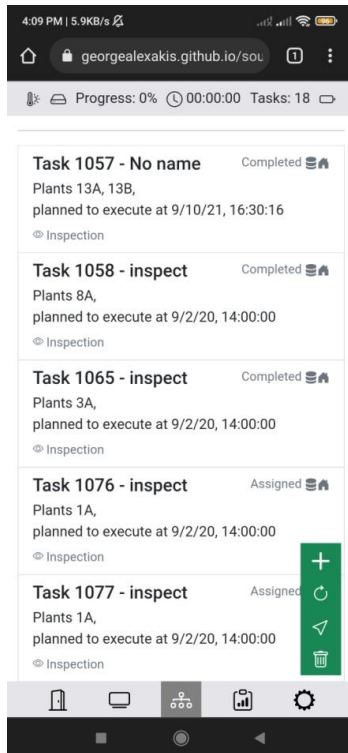 4:09 PM | 5.9KB/s
georgealexakis.github.io/sou
1
Progress: 0% 00:00:00 Tasks: 18
Task 1057 - No name Completed
Plants 13A, 13B,
planned to execute at 9/10/21, 16:30:16
Inspection
Task 1058 - inspect Completed
Plants 8A,
planned to execute at 9/2/20, 14:00:00
Inspection
Task 1065 - inspect Completed
Plants 3A,
planned to execute at 9/2/20, 14:00:00
Inspection
Task 1076 - inspect Assigned
Plants 1A,
planned to execute at 9/2/20, 14:00:00
Inspection
Task 1077 - inspect Assigned
Plants 1A,
planned to execute at 9/2/20, 14:00:00
Inspection